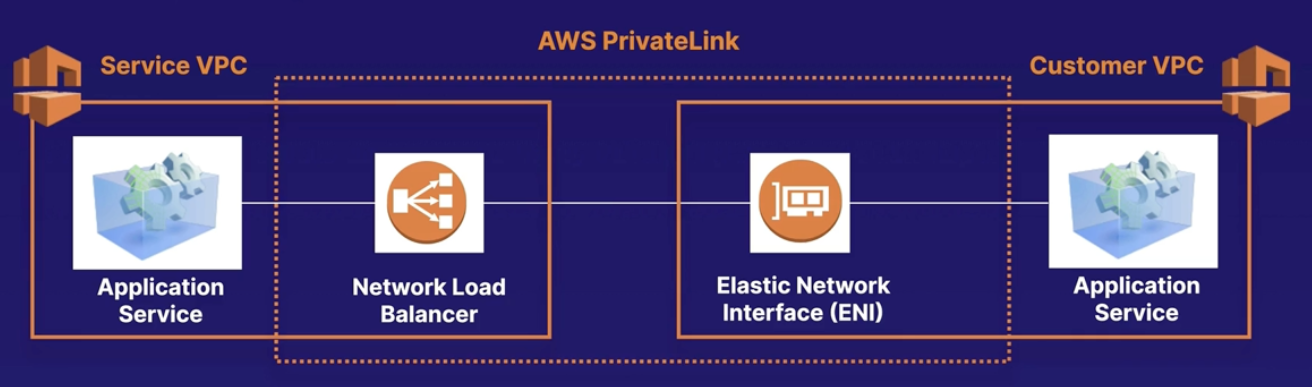 AWS PrivateLink
Service VPC
Customer VPC
Application
Service
Network Load
Balancer
Elastic Network
Interface (ENI)
Application
Service